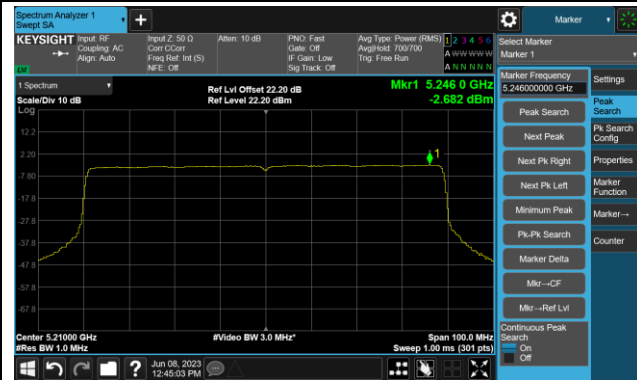 Spectrum Analyzer 1
Swept SA
Marker
KEYSIGHT
Input: RF
Coupling: AC
Align: Auto
Input Z: 50 Ω
Corr CCorr
Freq Ref: Int (S)
NFE: Off
Atten: 10 dB
PNO: Fast
Gate: Off
IF Gain: Low
Sig Track: Off
Avg Type: Power (RMS)
Avg|Hold: 700/700
Trig: Free Run
1 2 3 4 5 6
A W W W W W
A N N N N N
LXI
Select Marker
Marker 1
1 Spectrum
Scale/Div 10 dB
Log
Ref Lvl Offset 22.20 dB
Ref Level 22.20 dBm
Mkr1 5.246 0 GHz
-2.682 dBm
12.2
2.20
-7.80
-17.8
-27.8
-37.8
-47.8
-57.8
-67.8
1
Center 5.21000 GHz
#Res BW 1.0 MHz
#Video BW 3.0 MHz*
Span 100.0 MHz
Sweep 1.00 ms (301 pts)
Marker Frequency
5.246000000 GHz
Peak Search
Next Peak
Next Pk Right
Next Pk Left
Minimum Peak
Pk-Pk Search
Marker Delta
Mkr→CF
Mkr→Ref Lvl
Continuous Peak
Search
On
Off
Settings
Peak
Search
Pk Search
Config
Properties
Marker
Function
Marker→
Counter
Jun 08, 2023
12:45:03 PM